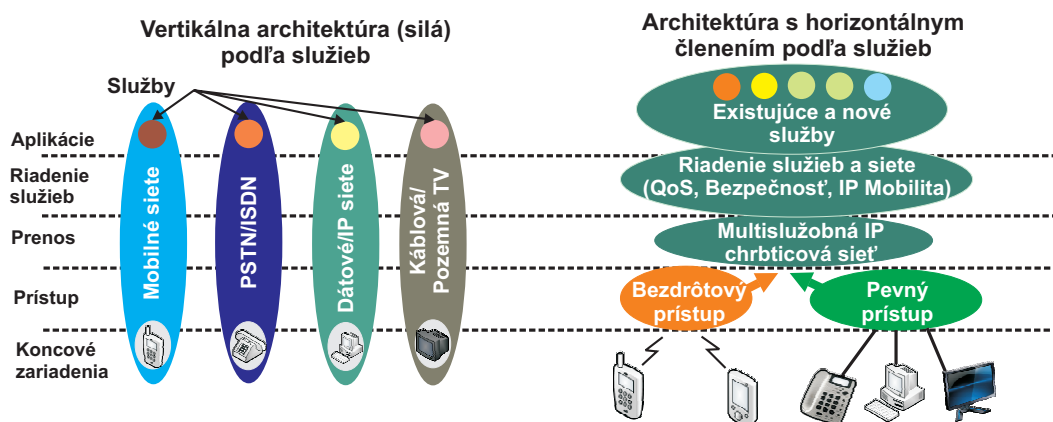 Vertikálna architektúra (silá)
podľa služieb
Služby
Aplikácie
Riadenie
služieb
Prenos
Prístup
Koncové
zariadenia
Mobilné siete
PSTN/ISDN
Dátové/IP siete
Káblová/
Pozemná TV
Architektúra s horizontálnym
členením podľa služieb
Existujúce a nové
služby
Riadenie služieb a siete
(QoS, Bezpečnosť, IP Mobilita)
Multislužobná IP
chrbticová sieť
Bezdrôtový
prístup
Pevný
prístup